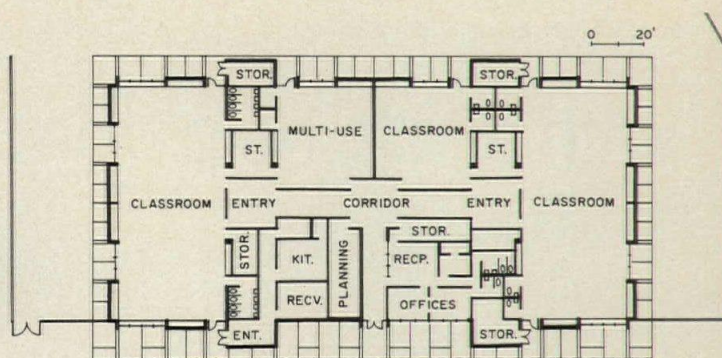 0 20'
STOR. STOR.
MULTI-USE CLASSROOM
ST. ST.
CLASSROOM ENTRY CORRIDOR ENTRY CLASSROOM
STOR.
STOR. KIT. PLANNING RECP.
RECV. OFFICES
ENT. STOR.